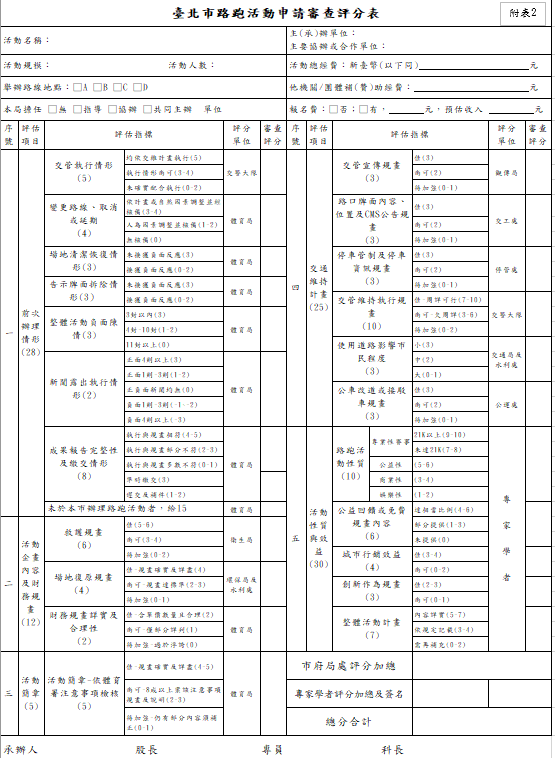 臺北市路跑活動申請審查評分表
附表2
活動名稱：
主(承)辦單位：
主要協辦或合作單位：
活動規模： 活動人數：
活動總經費：新臺幣(以下同) 元
舉辦路線地點：□A □B □C □D
他機關/團體補(贊)助經費： 元
本局擔任 □無 □指導 □協辦 □共同主辦 單位
報名費：□否；□有， 元，預估收入 元
序號 評估項目 評估指標 評分單位 審查評分
一 前次辦理情形(28)
交管執行情形(5)
均依交維計畫執行(5)
執行情形尚可(3-4)
未確實配合執行(0-2)
交警大隊
變更路線、取消或延期(4)
依計畫或自然因素調整並經核備(3-4)
人為因素調整並經核備(1-2)
無核備(0)
體育局
場地清潔恢復情形(3)
未接獲負面反應(3)
接獲負面反應(0-2)
體育局
告示牌面拆除情形(3)
未接獲負面反應(3)
接獲負面反應(0-2)
體育局
整體活動負面陳情(3)
3封以內(3)
4封-10封(1-2)
11封以上(0)
體育局
新聞露出執行情形(2)
正面4則以上(3)
正面1則-3則(1-2)
正負面新聞均無(0)
負面1則-3則(-1--2)
負面4則以上(-3)
體育局
成果報告完整性及繳交情形(8)
執行與規畫相符(4-5)
執行與規畫部分不符(2-3)
執行與規畫多數不符(0-1)
準時繳交(3)
遲交及補件(1-2)
體育局
未於本市辦理路跑活動者，給15
體育局
二 活動企畫內容及財務規畫(12)
救護規畫(6)
佳(5-6)
尚可(3-4)
待加強(0-2)
衛生局
場地復原規畫(4)
佳-規畫確實及詳盡(4)
尚可-規畫達標準(2-3)
待加強(0-1)
環保局及水利處
財務規畫詳實及合理性(2)
佳-含單價數量且合理(2)
尚可-僅部分詳列(1)
待加強-過於浮誇(0)
體育局
三 活動簡章(5)
活動簡章-依體育署注意事項檢核(5)
佳-規畫確實及詳盡(4-5)
尚可-8成以上業該注意事項規畫及說明(2-3)
待加強-仍有部分內容須補正(0-1)
體育局
序號 評估項目 評估指標 評分單位 審查評分
四 交通維持計畫(25)
交管宣傳規畫(3)
佳(3)
尚可(2)
待加強(0-1)
觀傳局
路口牌面內容、位置及CMS公告規畫(3)
佳(3)
尚可(2)
待加強(0-1)
交工處
停車管制及停車資訊規畫(3)
佳(3)
尚可(2)
待加強(0-1)
停管處
交管維持執行規畫(10)
佳-周詳可行(7-10)
尚可-欠周詳(3-6)
待加強(0-2)
交警大隊
使用道路影響市民程度(3)
小(3)
中(2)
大(0-1)
交通局及水利處
公車改道或接駁車規畫(3)
佳(3)
尚可(2)
待加強(0-1)
公運處
五 活動性質與效益(30)
路跑活動性質(10)
專業性賽事
21K以上(9-10)
未達21K(7-8)
公益性 (5-6)
商業性 (3-4)
娛樂性 (1-2)
公益回饋或免費規畫內容(6)
達相當比例(4-6)
部分提供(1-3)
未提供(0)
城市行銷效益(4)
佳(3-4)
尚可(0-2)
創新作為規畫(3)
佳(2-3)
尚可(0-1)
整體活動計畫(7)
內容詳實(5-7)
依規定記載(3-4)
需再補充(0-2)
專家學者
市府局處評分加總
專家學者評分加總及簽名
總分合計
承辦人 股長 專員 科長